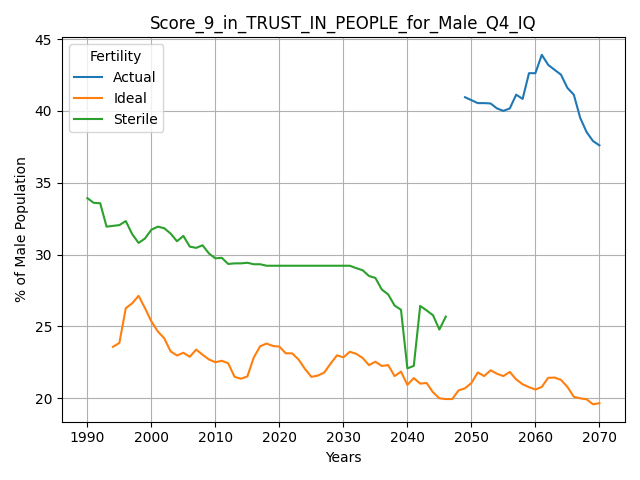 Score_9_in_TRUST_IN_PEOPLE_for_Male_Q4_IQ
% of Male Population
45
40
35
30
25
20
Fertility
Actual
Ideal
Sterile
1990 2000 2010 2020 2030 2040 2050 2060 2070
Years